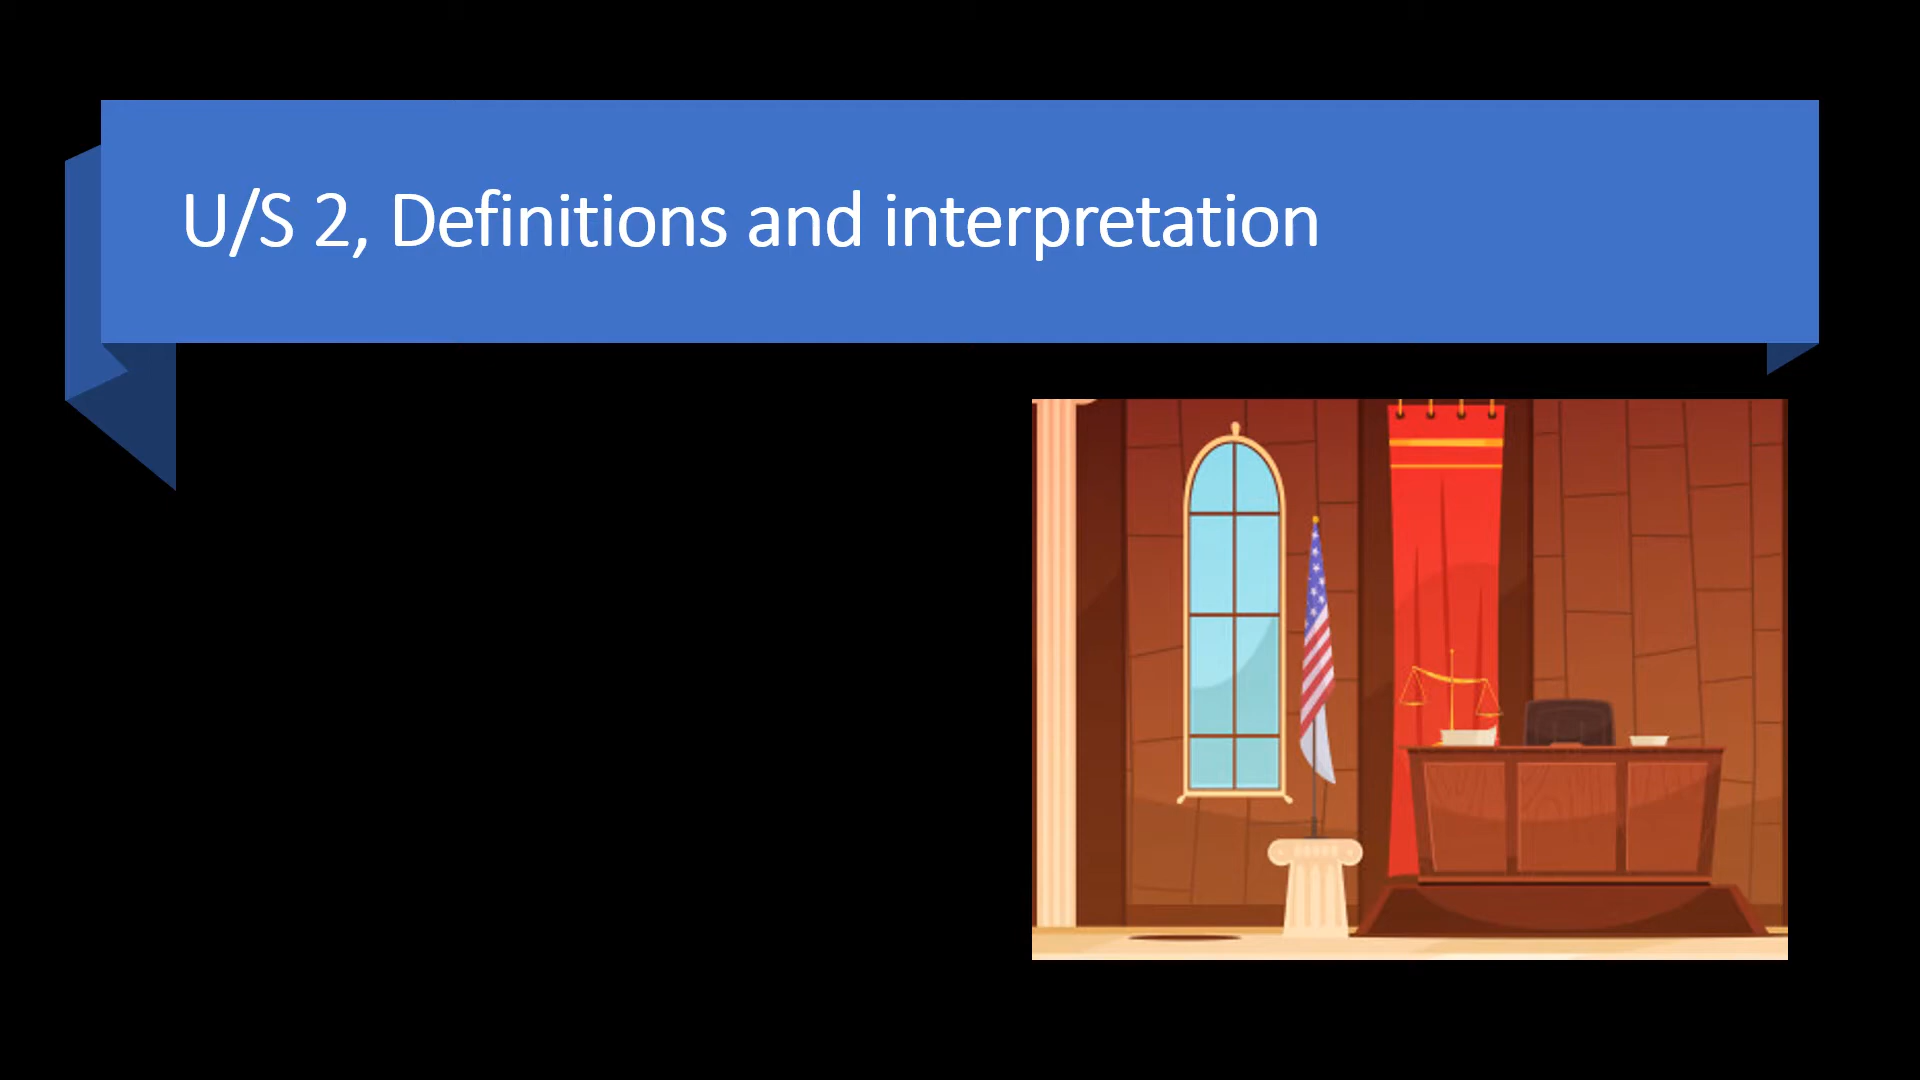 U/S 2, Definitions and interpretation